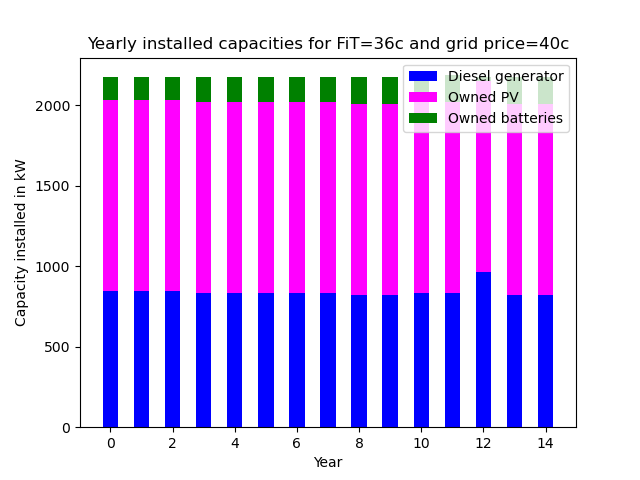 Yearly installed capacities for FiT=36c and grid price=40c
Diesel generator
Owned PV
Owned batteries
Capacity installed in kW
2000
1500
1000
500
0
0 2 4 6 8 10 12 14
Year